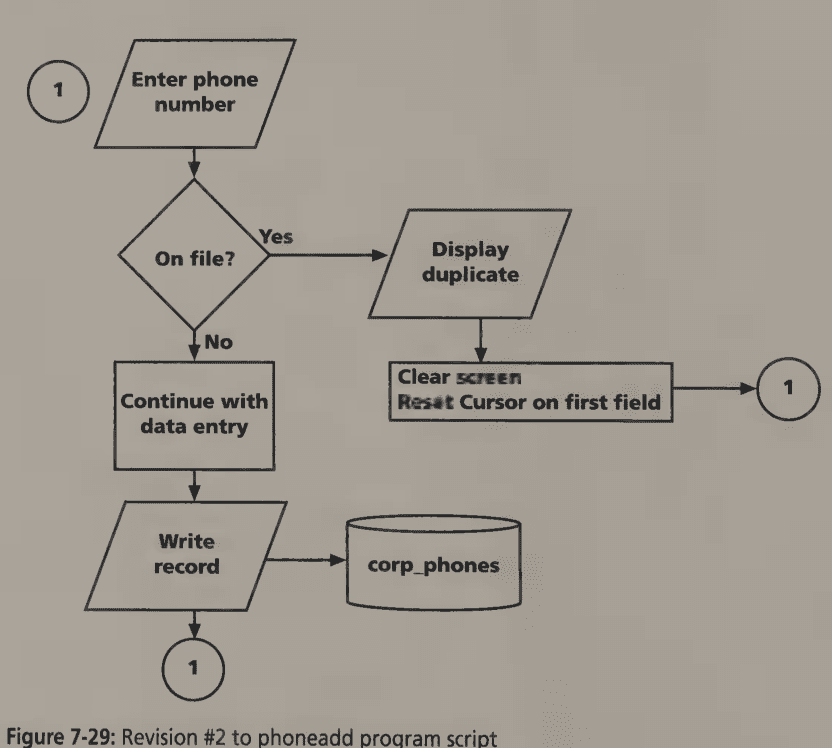 1
Enter phone
number
On file?
Yes
Display
duplicate
No
Clear screen
Reset Cursor on first field
1
Continue with
data entry
Write
record
corp_phones
1
Figure 7-29: Revision #2 to phoneadd program script